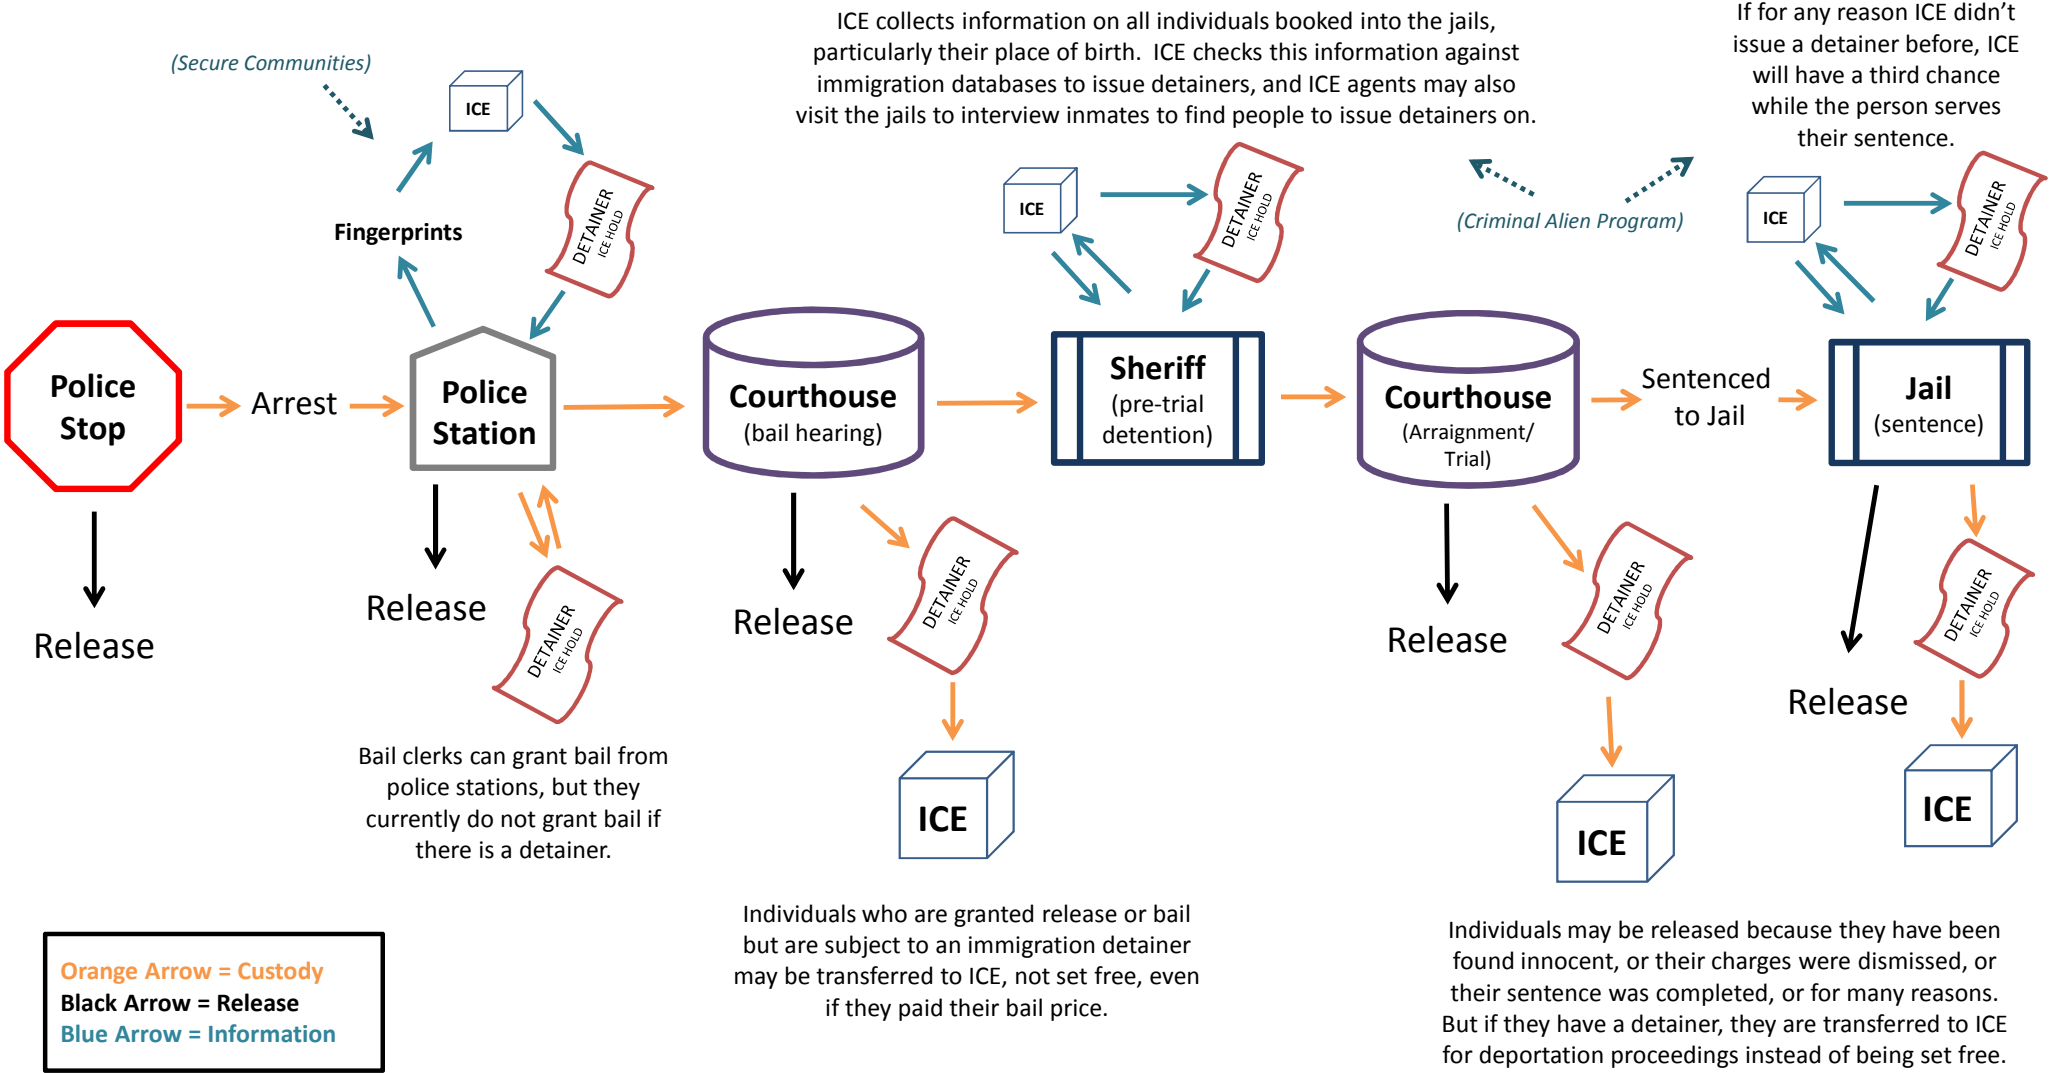 ICE collects information on all individuals booked into the jails,
particularly their place of birth.  ICE checks this information against
immigration databases to issue detainers, and ICE agents may also
visit the jails to interview inmates to find people to issue detainers on.
If for any reason ICE didn’t
issue a detainer before, ICE
will have a third chance
while the person serves
their sentence.
(Secure Communities)
ICE
Fingerprints
DETAINER
ICE HOLD
ICE
DETAINER
ICE HOLD
(Criminal Alien Program)
ICE
DETAINER
ICE HOLD
Police
Stop
Arrest
Police
Station
Courthouse
(bail hearing)
Sheriff
(pre-trial
detention)
Courthouse
(Arraignment/
Trial)
Sentenced
to Jail
Jail
(sentence)
Release
Release
DETAINER
ICE HOLD
Release
DETAINER
ICE HOLD
Release
DETAINER
ICE HOLD
Release
DETAINER
ICE HOLD
Bail clerks can grant bail from
police stations, but they
currently do not grant bail if
there is a detainer.
ICE
ICE
ICE
Individuals who are granted release or bail
but are subject to an immigration detainer
may be transferred to ICE, not set free, even
if they paid their bail price.
Individuals may be released because they have been
found innocent, or their charges were dismissed, or
their sentence was completed, or for many reasons.
But if they have a detainer, they are transferred to ICE
for deportation proceedings instead of being set free.
Orange Arrow = Custody
Black Arrow = Release
Blue Arrow = Information